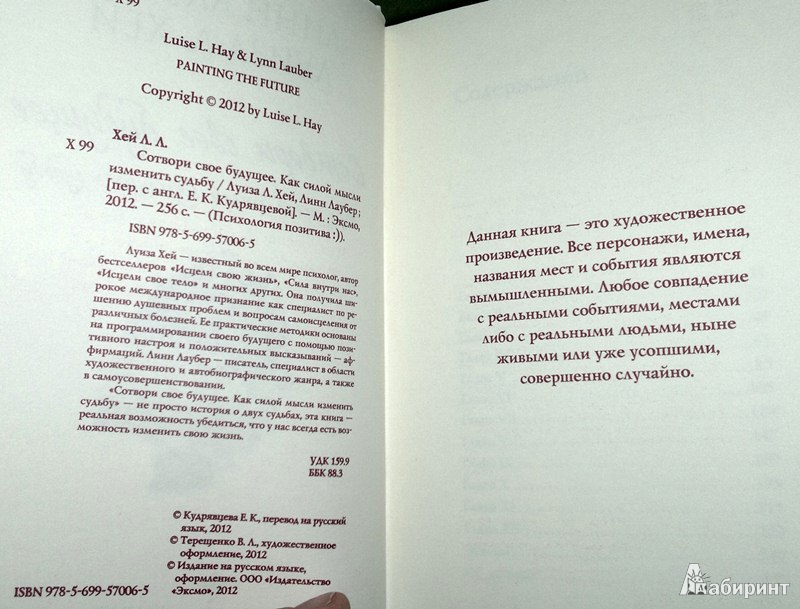 Х 99
Luise L. Hay & Lynn Lauber
PAINTING THE FUTURE
Copyright © 2012 by Luise L. Hay
Хей Л. Л.
Х 99
Сотвори свое будущее. Как силой мысли
изменить судьбу / Луиза Л. Хей, Линн Лаубер ;
[пер. с англ. Е. К. Кудрявцевой]. — М. : Эксмо,
2012. — 256 с. — (Психология позитива :)).
ISBN 978-5-699-57006-5
Луиза Хей — известный во всем мире психолог, автор
бестселлеров «Исцели свою жизнь», «Сила внутри нас»,
«Исцели свое тело» и многих других. Она получила ши-
рокое международное признание как специалист по ре-
шению душевных проблем и вопросам самоисцеления от
различных болезней. Ее практические методики основаны
на программировании своего будущего с помощью пози-
тивного настроя и положительных высказываний — аф-
фирмаций. Линн Лаубер — писатель, специалист в области
художественного и автобиографического жанра, а также
в самоусовершенствовании.
«Сотвори свое будущее. Как силой мысли изменить
судьбу» — не просто история о двух судьбах, эта книга —
реальная возможность убедиться, что у нас всегда есть воз-
можность изменить свою жизнь.
УДК 159.9
ББК 88.3
© Кудрявцева Е. К., перевод на русский
язык, 2012
© Терещенко В. Л., художественное
оформление, 2012
© Издание на русском языке,
оформление. ООО «Издательство
«Эксмо», 2012
ISBN 978-5-699-57006-5
Данная книга — это художественное
произведение. Все персонажи, имена,
названия мест и события являются
вымышленными. Любое совпадение
с реальными событиями, местами
либо с реальными людьми, ныне
живыми или уже усопшими,
совершенно случайно.
Лабиринт